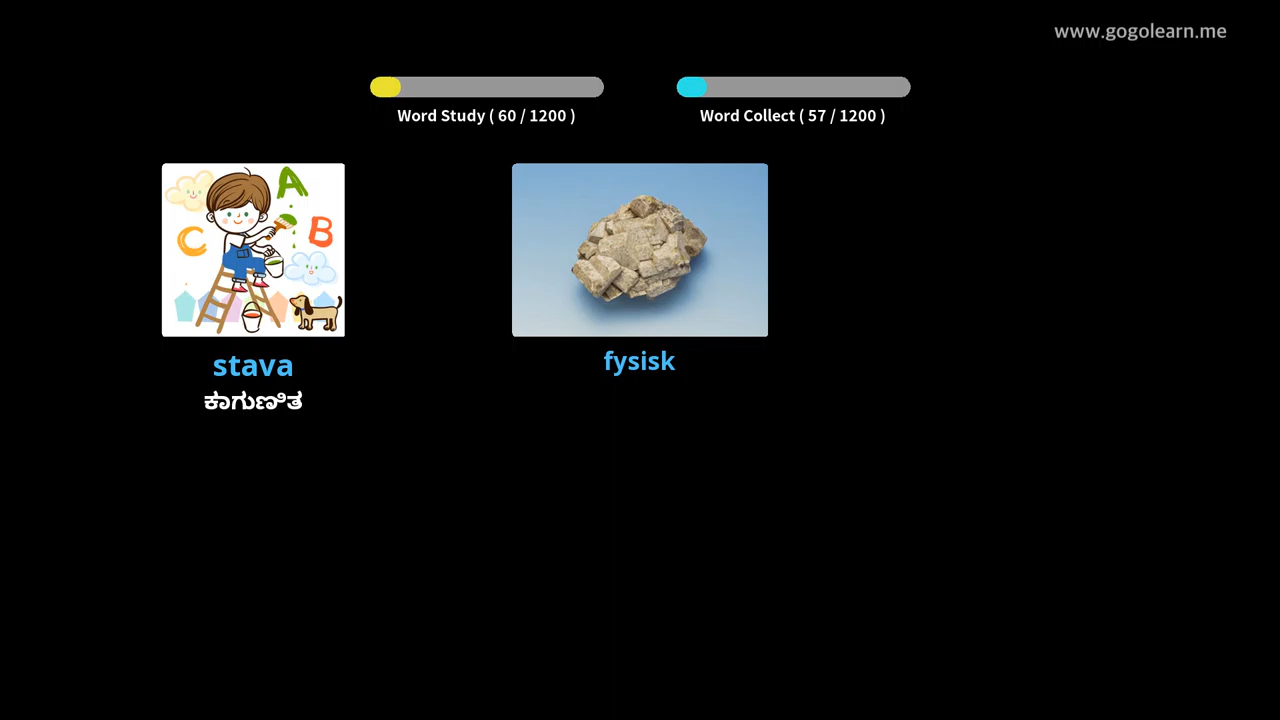 www.gogolearn.me
Word Study ( 60 / 1200 )
Word Collect ( 57 / 1200 )
A
B
C
stava
fysisk
ಕಾಗುಣಿತ